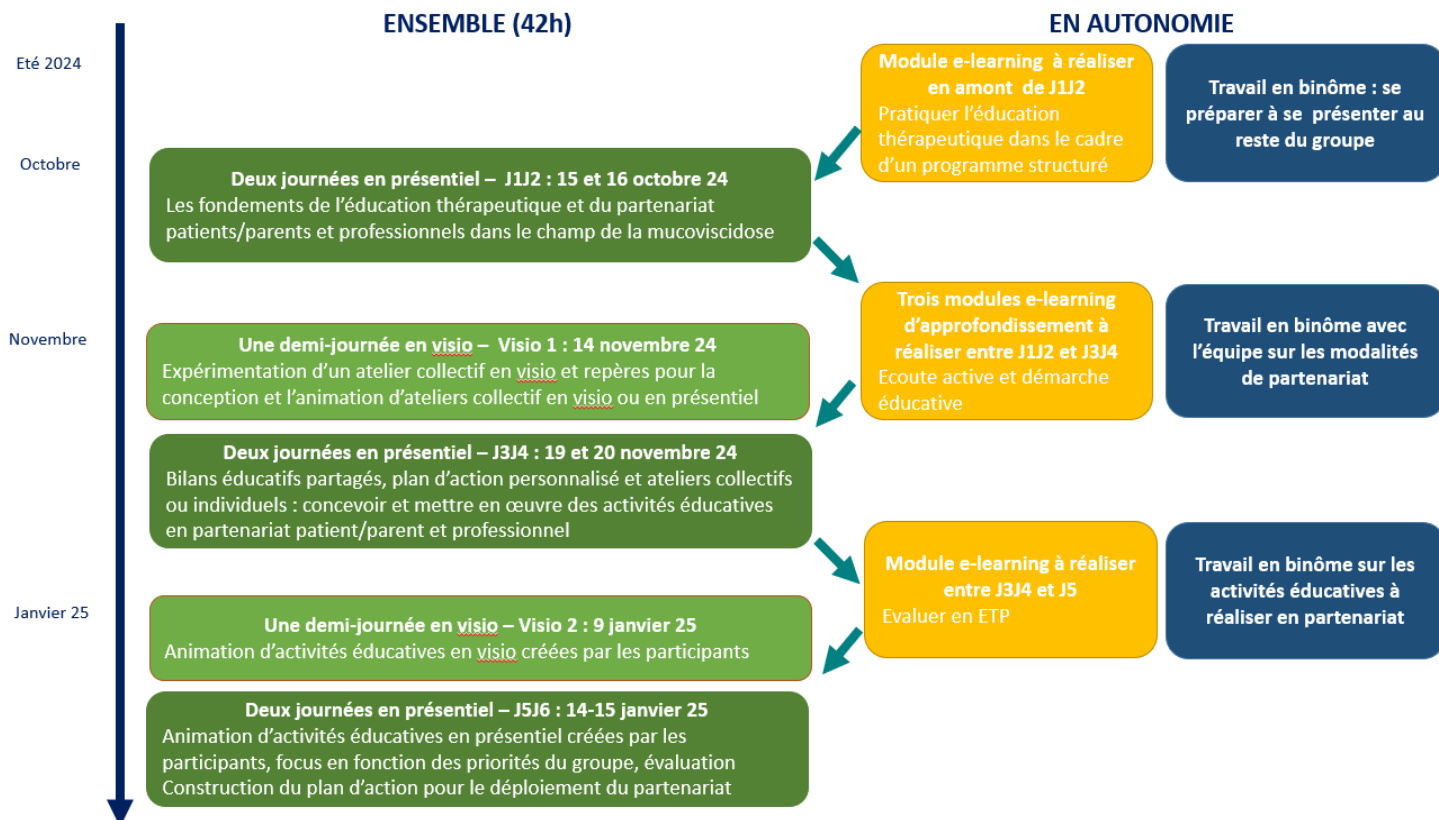 ENSEMBLE (42h)
EN AUTONOMIE
Eté 2024
Module e-learning à réaliser
en amont de J1J2
Pratiquer l'éducation
thérapeutique dans le cadre
d'un programme structuré
Travail en binôme : se
préparer à se présenter au
reste du groupe
Octobre
Deux journées en présentiel – J1J2 : 15 et 16 octobre 24
Les fondements de l'éducation thérapeutique et du partenariat
patients/parents et professionnels dans le champ de la mucoviscidose
Trois modules e-learning
d'approfondissement à
réaliser entre J1J2 et J3J4
Ecoute active et démarche
éducative
Travail en binôme avec
l'équipe sur les modalités
de partenariat
Novembre
Une demi-journée en visio – Visio 1 : 14 novembre 24
Expérimentation d'un atelier collectif en visio et repères pour la
conception et l'animation d'ateliers collectif en visio ou en présentiel
Deux journées en présentiel – J3J4 : 19 et 20 novembre 24
Bilans éducatifs partagés, plan d'action personnalisé et ateliers collectifs
ou individuels : concevoir et mettre en œuvre des activités éducatives
en partenariat patient/parent et professionnel
Module e-learning à réaliser
entre J3J4 et J5
Evaluer en ETP
Travail en binôme sur les
activités éducatives à
réaliser en partenariat
Janvier 25
Une demi-journée en visio – Visio 2 : 9 janvier 25
Animation d'activités éducatives en visio créées par les participants
Deux journées en présentiel – J5J6 : 14-15 janvier 25
Animation d'activités éducatives en présentiel créées par les
participants, focus en fonction des priorités du groupe, évaluation
Construction du plan d'action pour le déploiement du partenariat